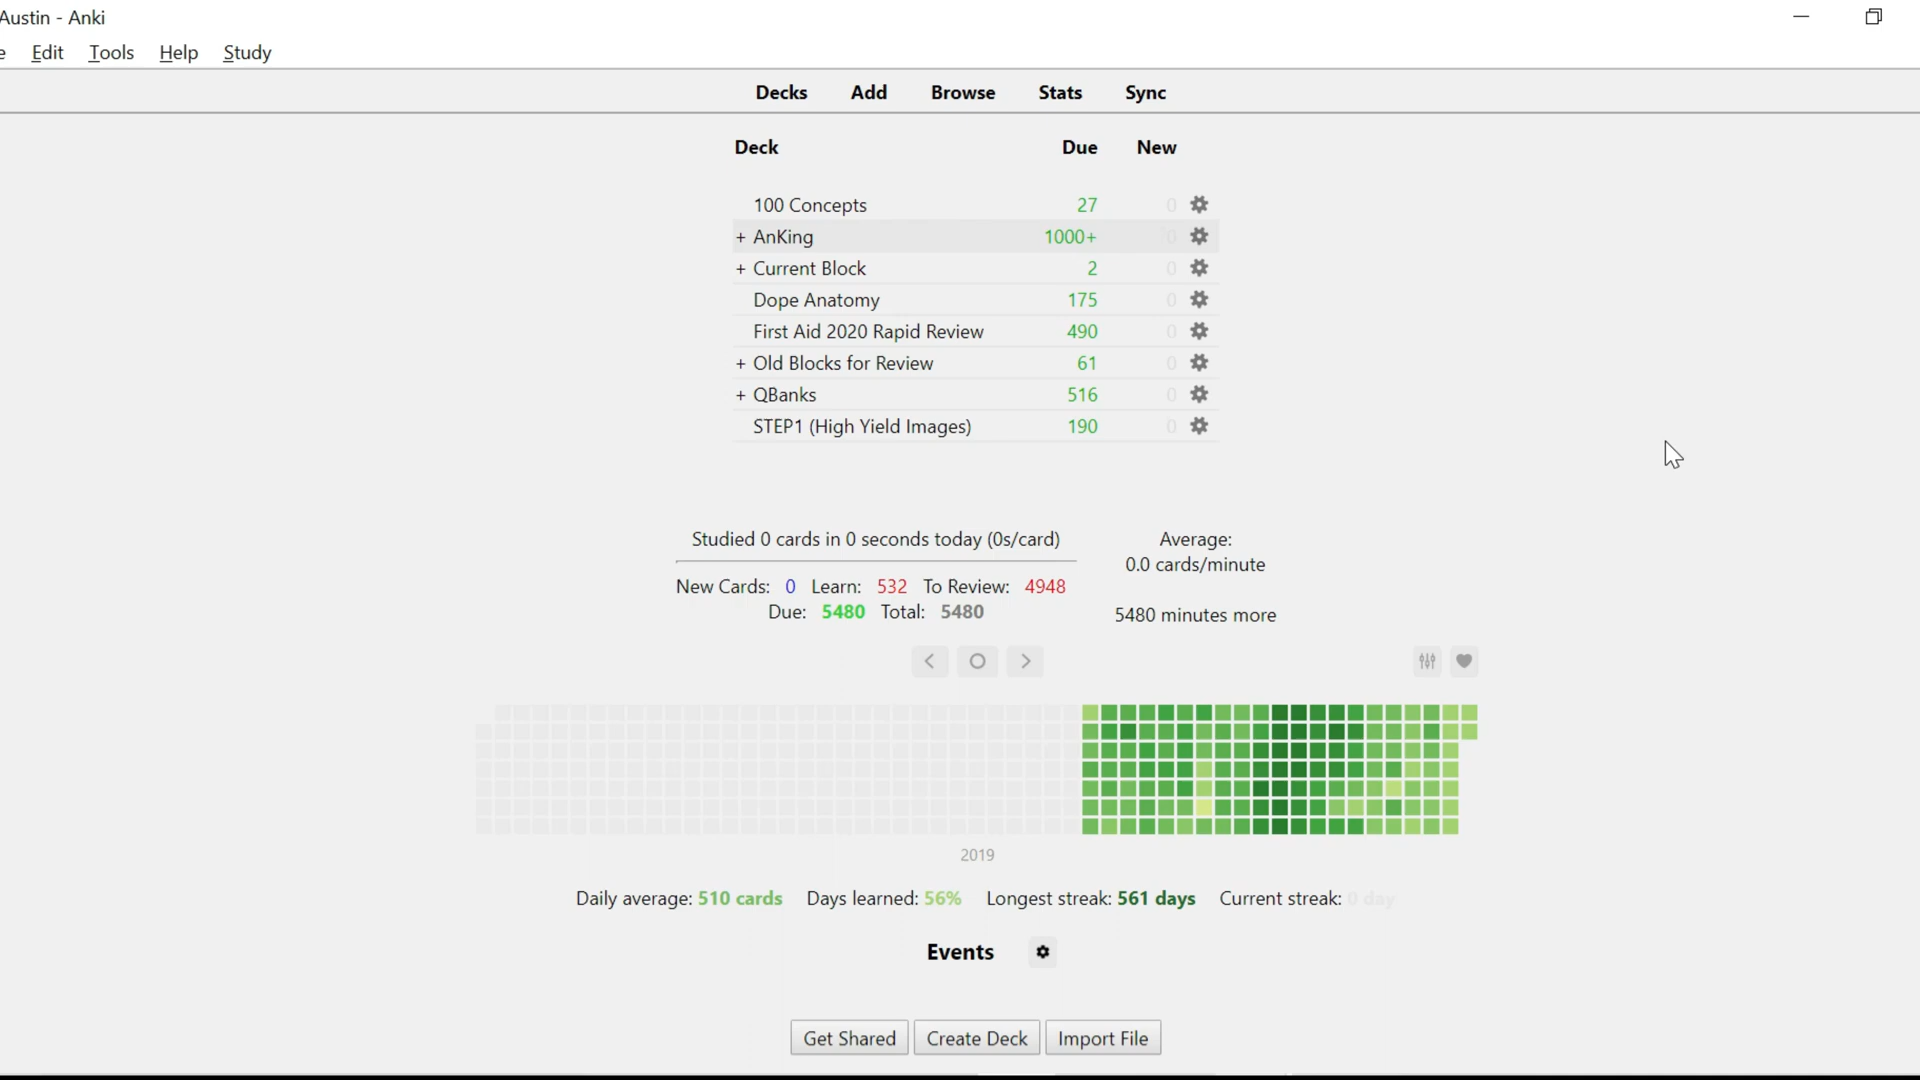 Austin - Anki
e Edit Tools Help Study
Decks Add Browse Stats Sync
Deck Due New
100 Concepts 27 0
+ AnKing 1000+ 0
+ Current Block 2 0
Dope Anatomy 175 0
First Aid 2020 Rapid Review 490 0
+ Old Blocks for Review 61 0
+ QBanks 516 0
STEP1 (High Yield Images) 190 0
Studied 0 cards in 0 seconds today (0s/card)
Average:
0.0 cards/minute
New Cards: 0 Learn: 532 To Review: 4948
Due: 5480 Total: 5480
5480 minutes more
2019
Daily average: 510 cards Days learned: 56% Longest streak: 561 days Current streak: 0 day
Events
Get Shared Create Deck Import File